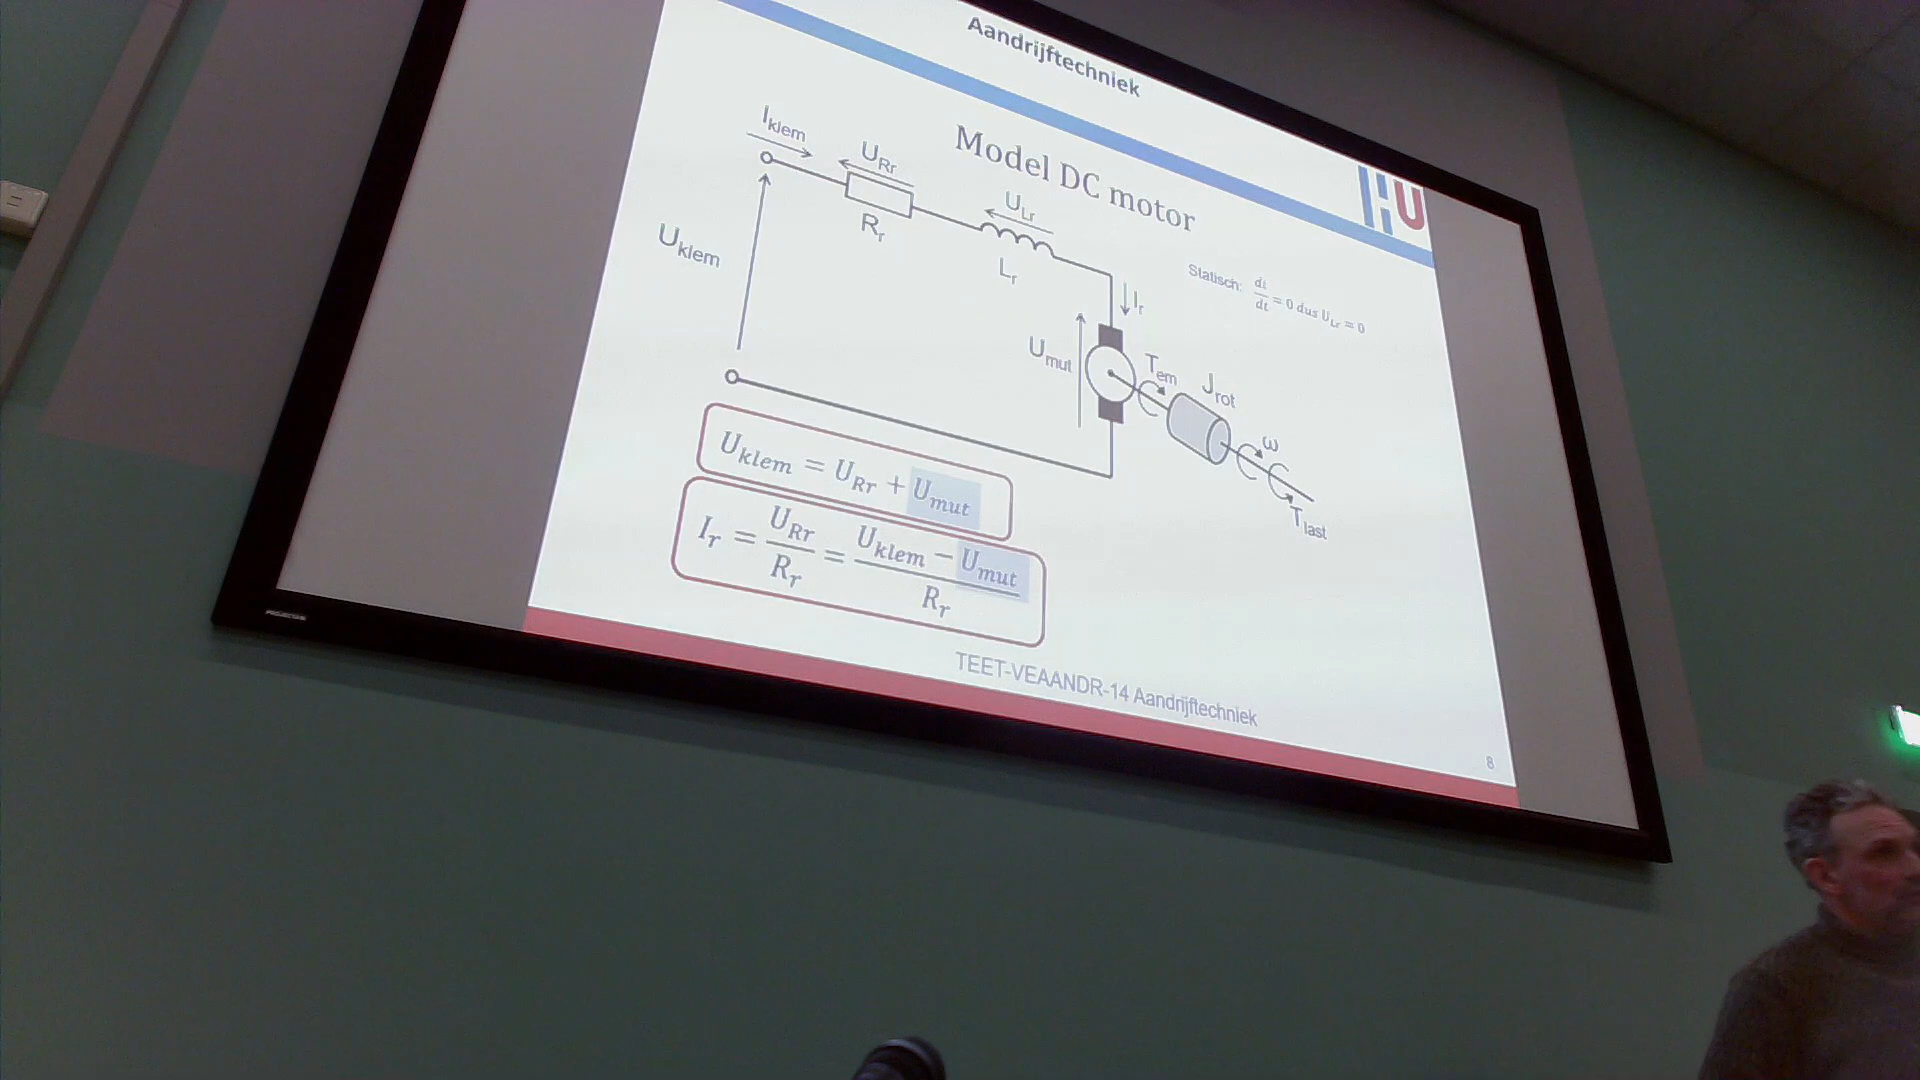 Aandrijftechniek
Model DC motor
HU
I_klem
U_Rr
R_r
U_Lr
L_r
U_klem
Statisch: di/dt = 0 dus U_Lr = 0
I_r
U_mut
T_em
J_rot
ω
T_last
U_klem = U_Rr + U_mut
I_r = U_Rr / R_r = (U_klem − U_mut) / R_r
TEET-VEAANDR-14 Aandrijftechniek
8